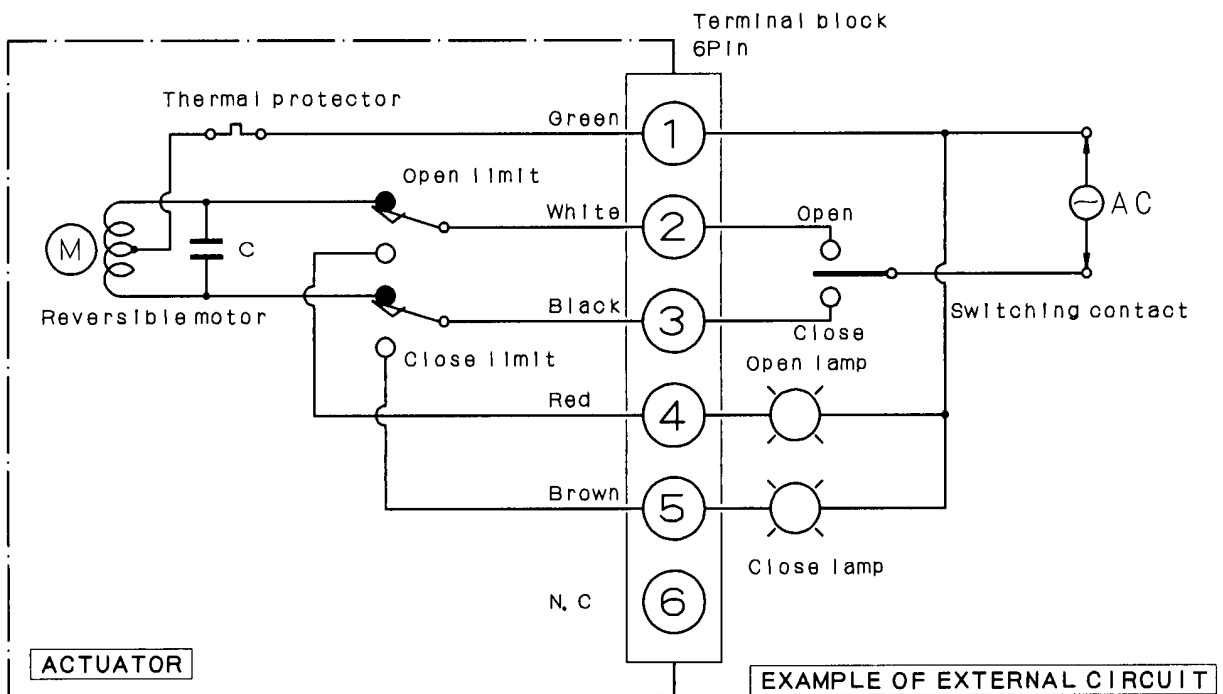 Terminal block
6Pin
Thermal protector
Green
1
Open limit
White
2
Open
AC
M
C
Reversible motor
Black
3
Switching contact
Close
Close limit
Open lamp
Red
4
Brown
5
Close lamp
N.C
6
ACTUATOR
EXAMPLE OF EXTERNAL CIRCUIT